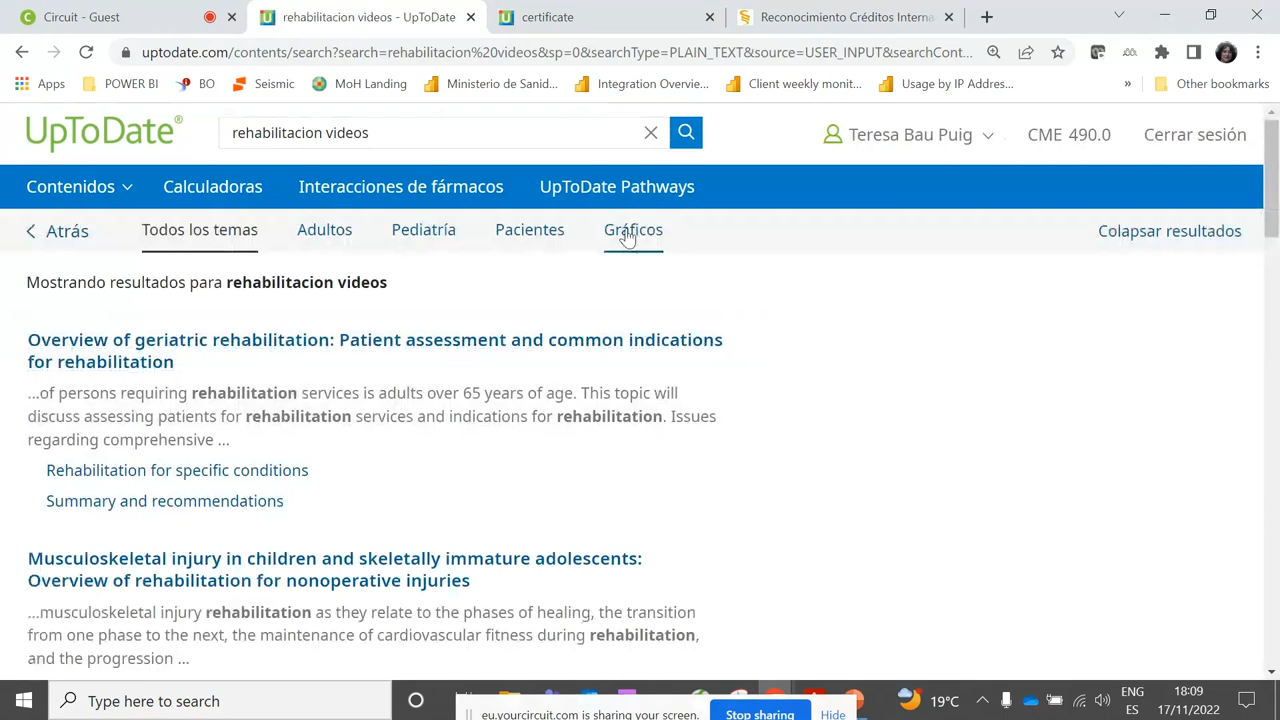 Circuit - Guest
rehabilitacion videos - UpToDate
certificate
Reconocimiento Créditos Interna
uptodate.com/contents/search?search=rehabilitacion%20videos&sp=0&searchType=PLAIN_TEXT&source=USER_INPUT&searchCont...
Apps
POWER BI
BO
Seismic
MoH Landing
Ministerio de Sanid...
Integration Overvie...
Client weekly monit...
Usage by IP Addres...
»
Other bookmarks
UpToDate®
rehabilitacion videos
Teresa Bau Puig
CME 490.0
Cerrar sesión
Contenidos
Calculadoras
Interacciones de fármacos
UpToDate Pathways
Atrás
Todos los temas
Adultos
Pediatría
Pacientes
Gráficos
Colapsar resultados
Mostrando resultados para rehabilitacion videos
Overview of geriatric rehabilitation: Patient assessment and common indications
for rehabilitation
...of persons requiring rehabilitation services is adults over 65 years of age. This topic will
discuss assessing patients for rehabilitation services and indications for rehabilitation. Issues
regarding comprehensive ...
Rehabilitation for specific conditions
Summary and recommendations
Musculoskeletal injury in children and skeletally immature adolescents:
Overview of rehabilitation for nonoperative injuries
...musculoskeletal injury rehabilitation as they relate to the phases of healing, the transition
from one phase to the next, the maintenance of cardiovascular fitness during rehabilitation,
and the progression ...
Type here to search
eu.yourcircuit.com is sharing your screen.
Stop sharing
Hide
19°C
ENG
ES
18:09
17/11/2022